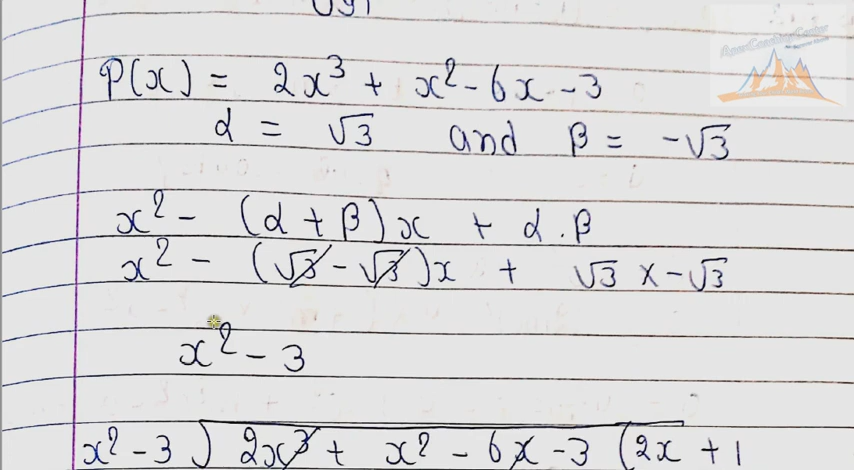 P(x) = 2x³ + x² - 6x - 3
α = √3 and β = -√3
x² - (α + β)x + α . β
x² - (√3 - √3)x + √3 x -√3
x² - 3
x² - 3 ) 2x³ + x² - 6x - 3 ( 2x + 1